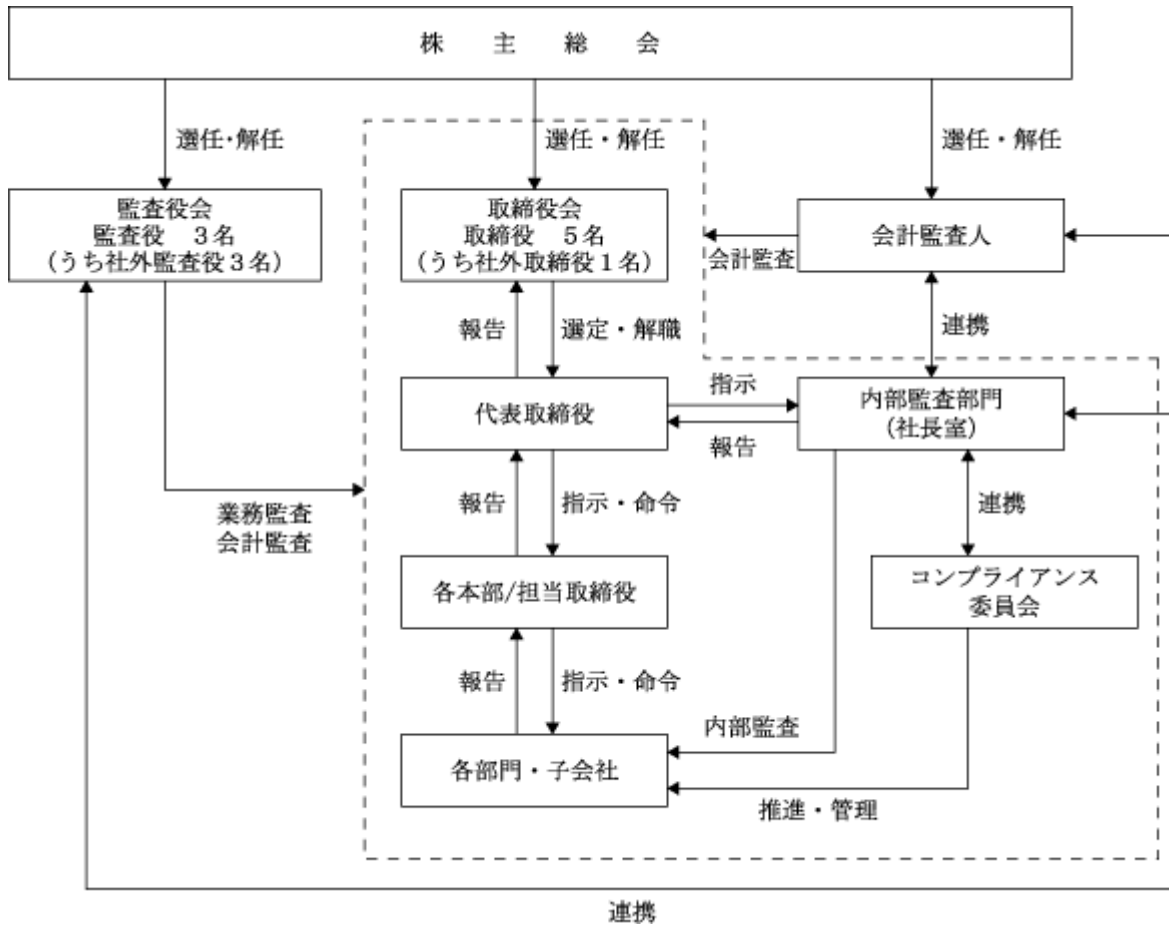 株主総会
選任・解任
選任・解任
選任・解任
監査役会
監査役 3名
(うち社外監査役3名)
取締役会
取締役 5名
(うち社外取締役1名)
会計監査人
会計監査
報告
選定・解職
連携
代表取締役
指示
報告
内部監査部門
(社長室)
業務監査
会計監査
報告
指示・命令
連携
各本部/担当取締役
コンプライアンス
委員会
報告
指示・命令
内部監査
各部門・子会社
推進・管理
連携